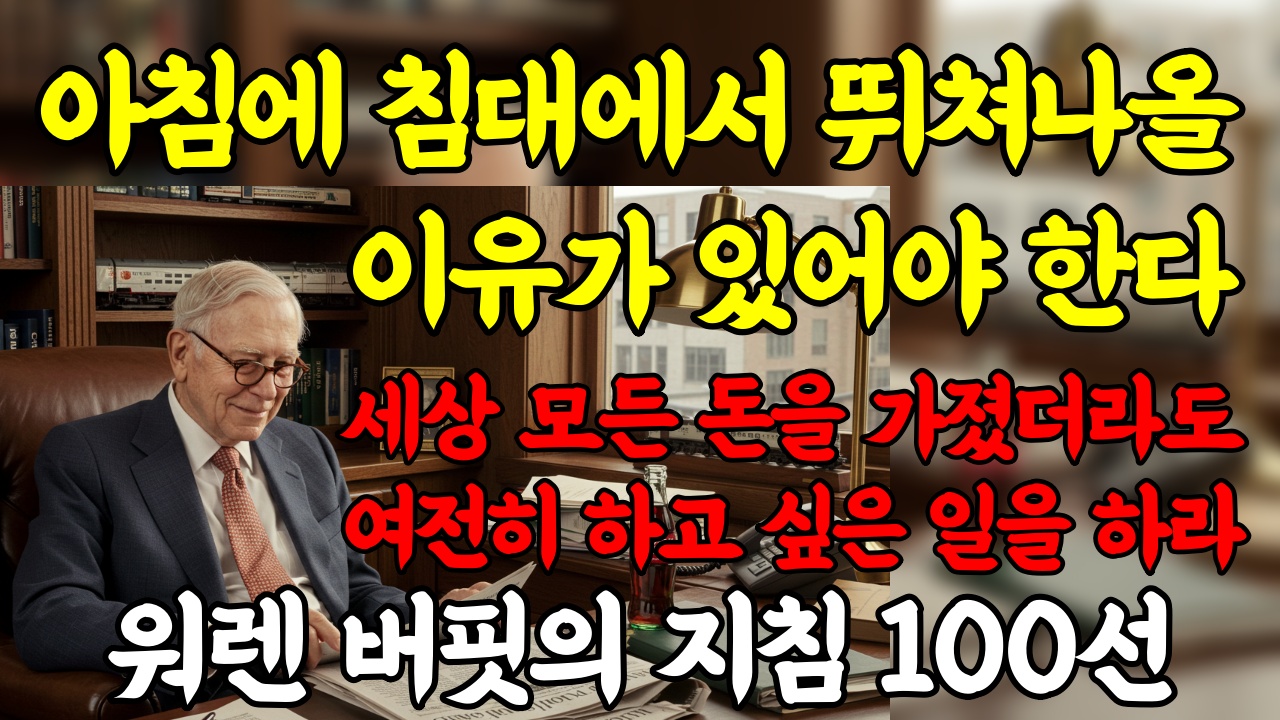 아침에 침대에서 뛰쳐나올
이유가 있어야 한다
세상 모든 돈을 가졌더라도
여전히 하고 싶은 일을 하라
워렌 버핏의 지침 100선